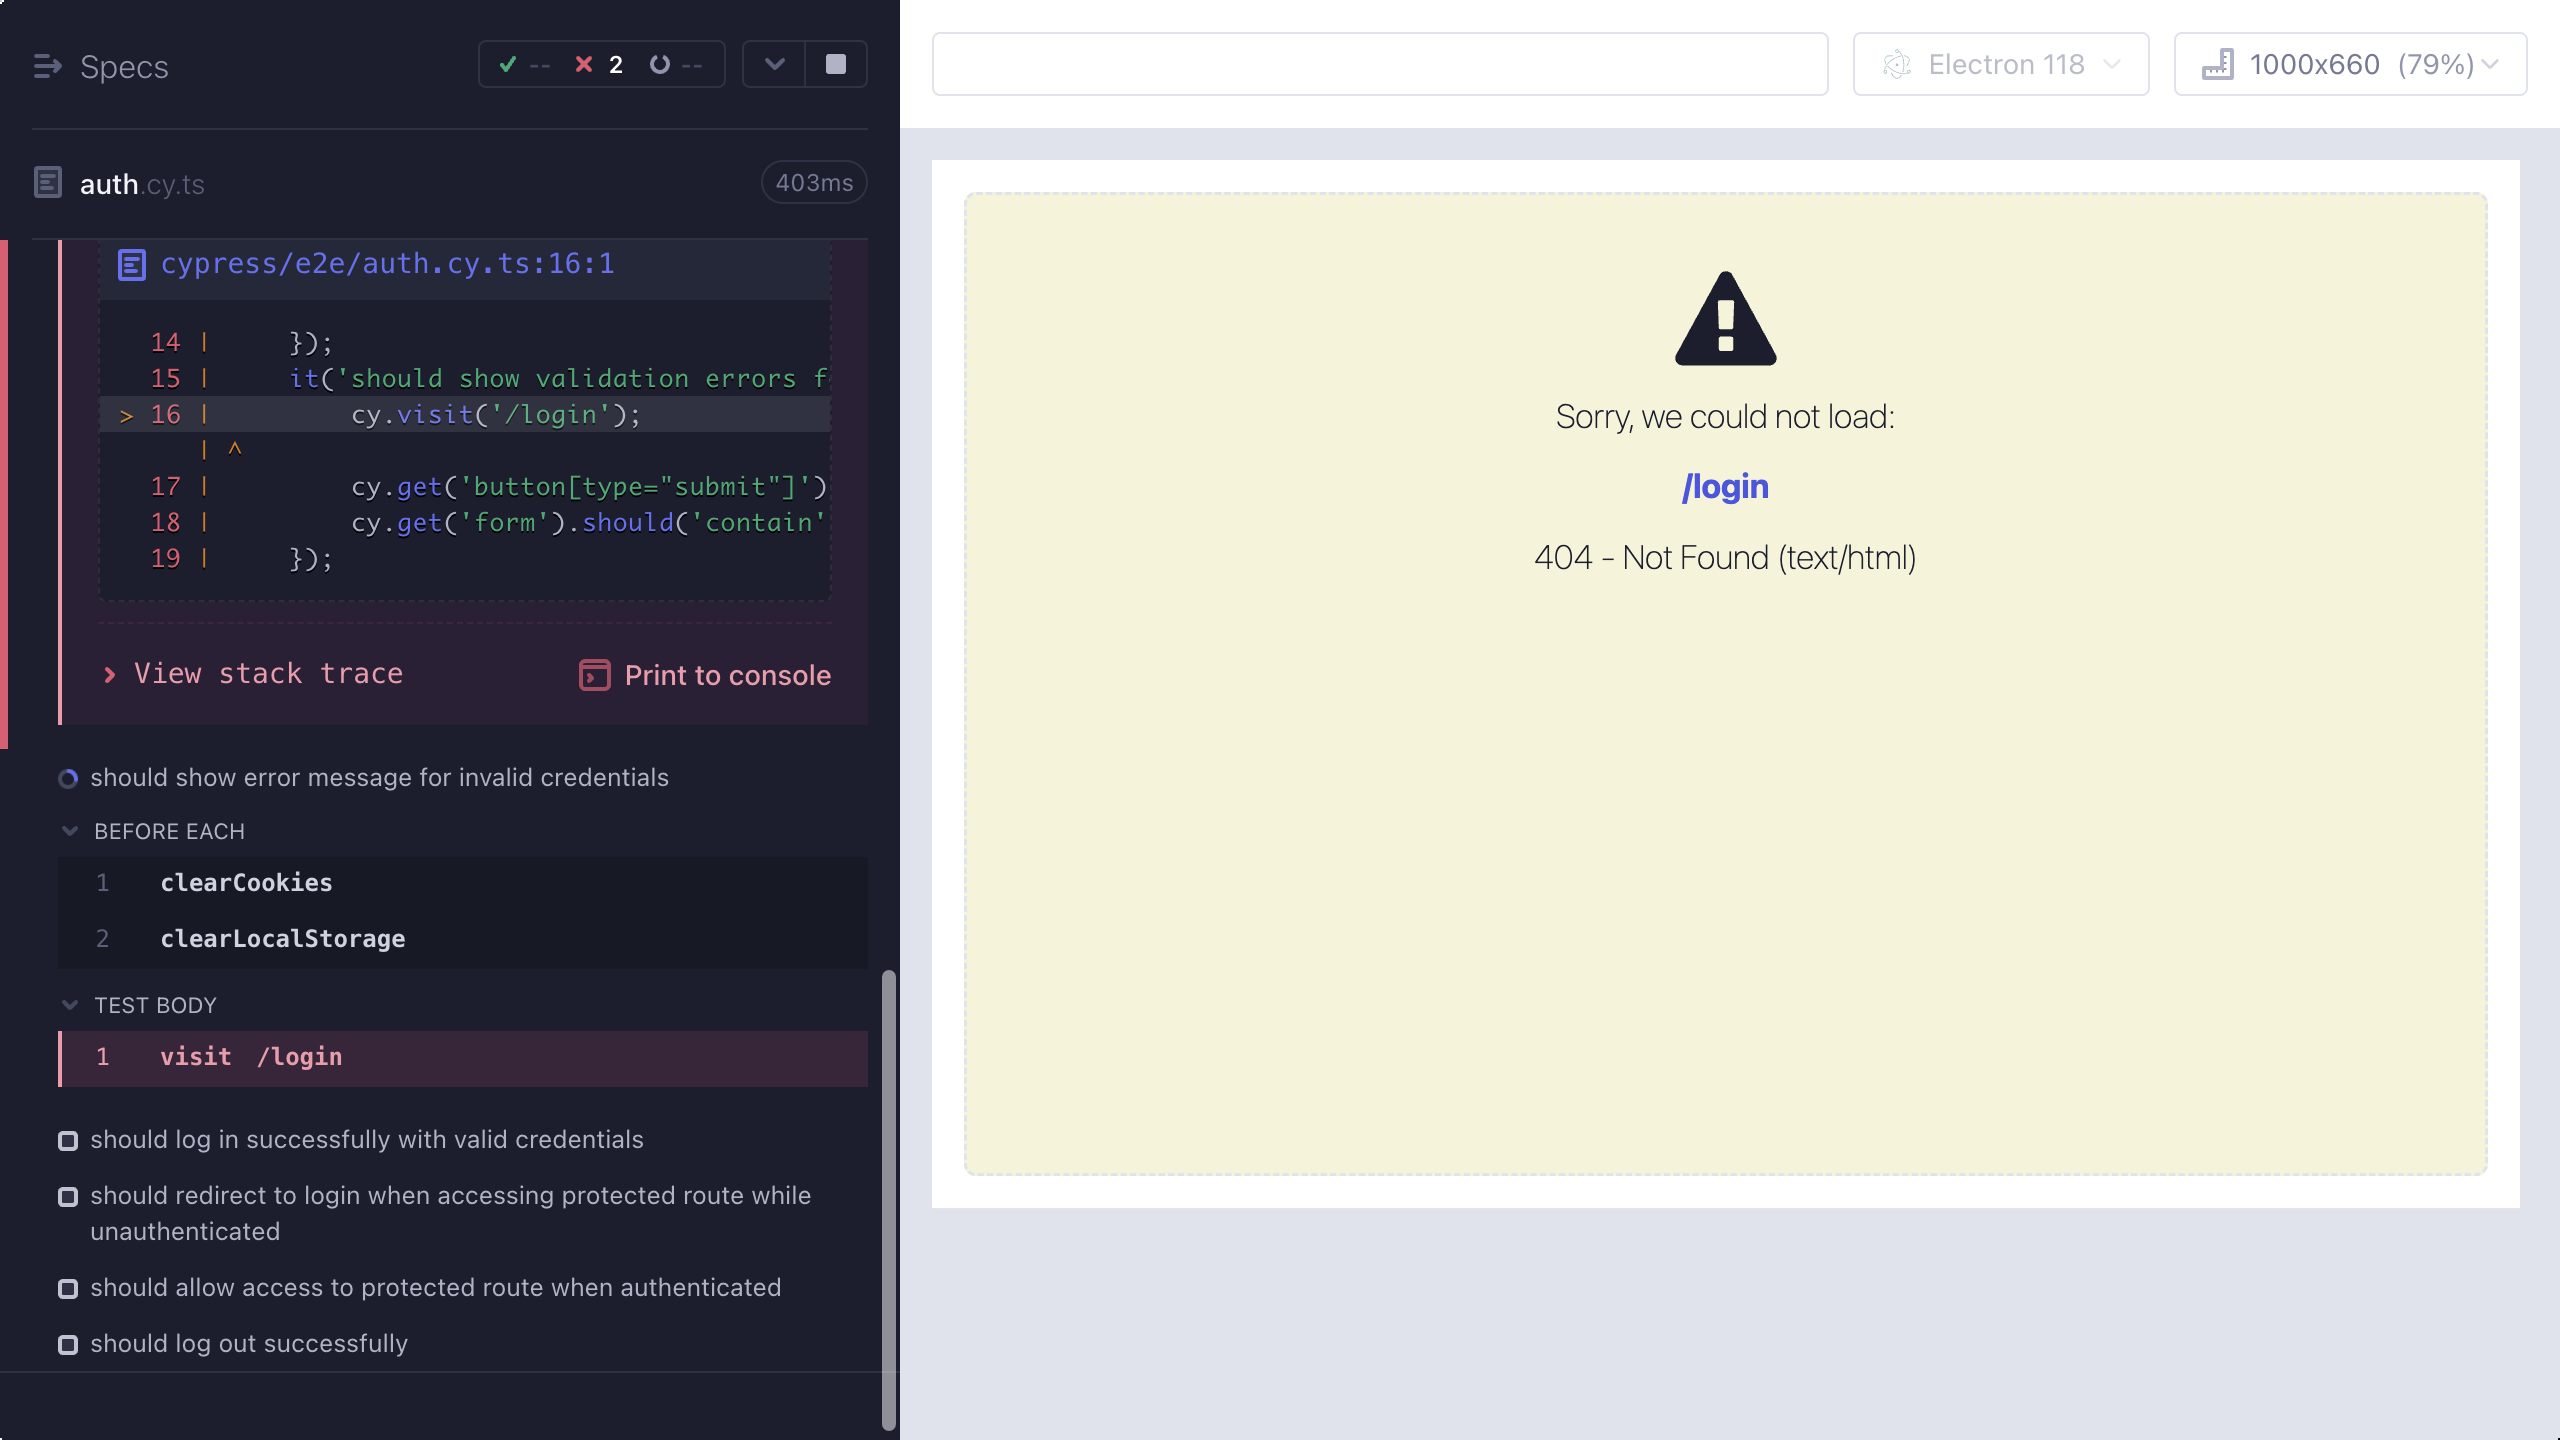 Specs
-- 2 --
auth.cy.ts
403ms
cypress/e2e/auth.cy.ts:16:1
14 | });
15 | it('should show validation errors f
> 16 | cy.visit('/login');
| ^
17 | cy.get('button[type="submit"]')
18 | cy.get('form').should('contain'
19 | });
View stack trace
Print to console
should show error message for invalid credentials
BEFORE EACH
1 clearCookies
2 clearLocalStorage
TEST BODY
1 visit /login
should log in successfully with valid credentials
should redirect to login when accessing protected route while
unauthenticated
should allow access to protected route when authenticated
should log out successfully
Electron 118
1000x660 (79%)
Sorry, we could not load:
/login
404 - Not Found (text/html)